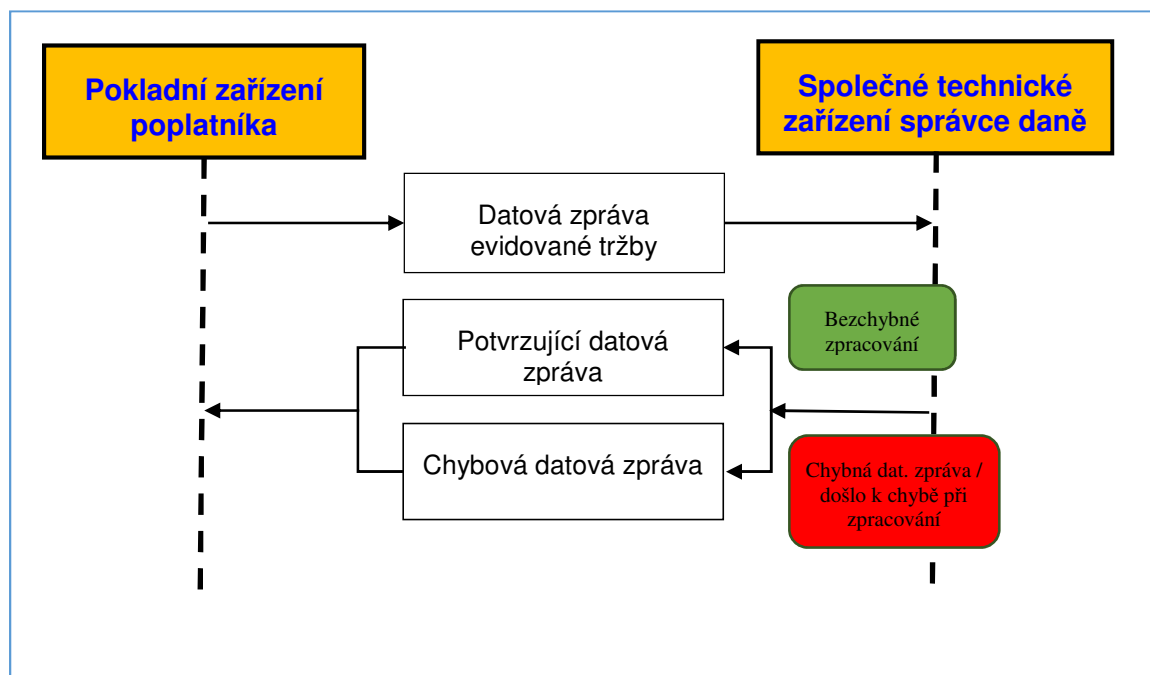 Pokladní zařízení
poplatníka
Společné technické
zařízení správce daně
Datová zpráva
evidované tržby
Bezchybné
zpracování
Potvrzující datová
zpráva
Chybová datová zpráva
Chybná dat. zpráva /
došlo k chybě při
zpracování